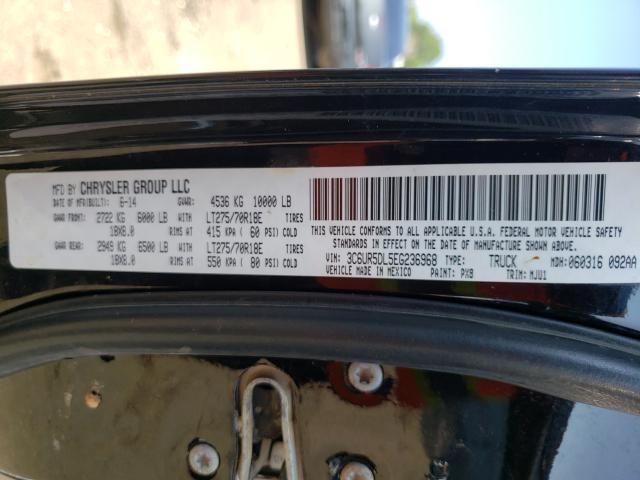 MFD BY CHRYSLER GROUP LLC
DATE OF MFR(BUILT): 6-14 GVWR: 4536 KG 10000 LB
GAWR FRONT: 2722 KG 6000 LB WITH LT275/70R18E TIRES
18X8.0 RIMS AT 415 KPA ( 60 PSI) COLD
GAWR REAR: 2949 KG 6500 LB WITH LT275/70R18E TIRES
18X8.0 RIMS AT 550 KPA ( 80 PSI) COLD
THIS VEHICLE CONFORMS TO ALL APPLICABLE U.S.A. FEDERAL MOTOR VEHICLE
SAFETY STANDARDS IN EFFECT ON THE DATE OF MANUFACTURE SHOWN ABOVE.
VIN: 3C6UR5DL5EG236968 TYPE: TRUCK MDH: 060316 092AA
VEHICLE MADE IN MEXICO PAINT: PX8 TRIM: MJU1